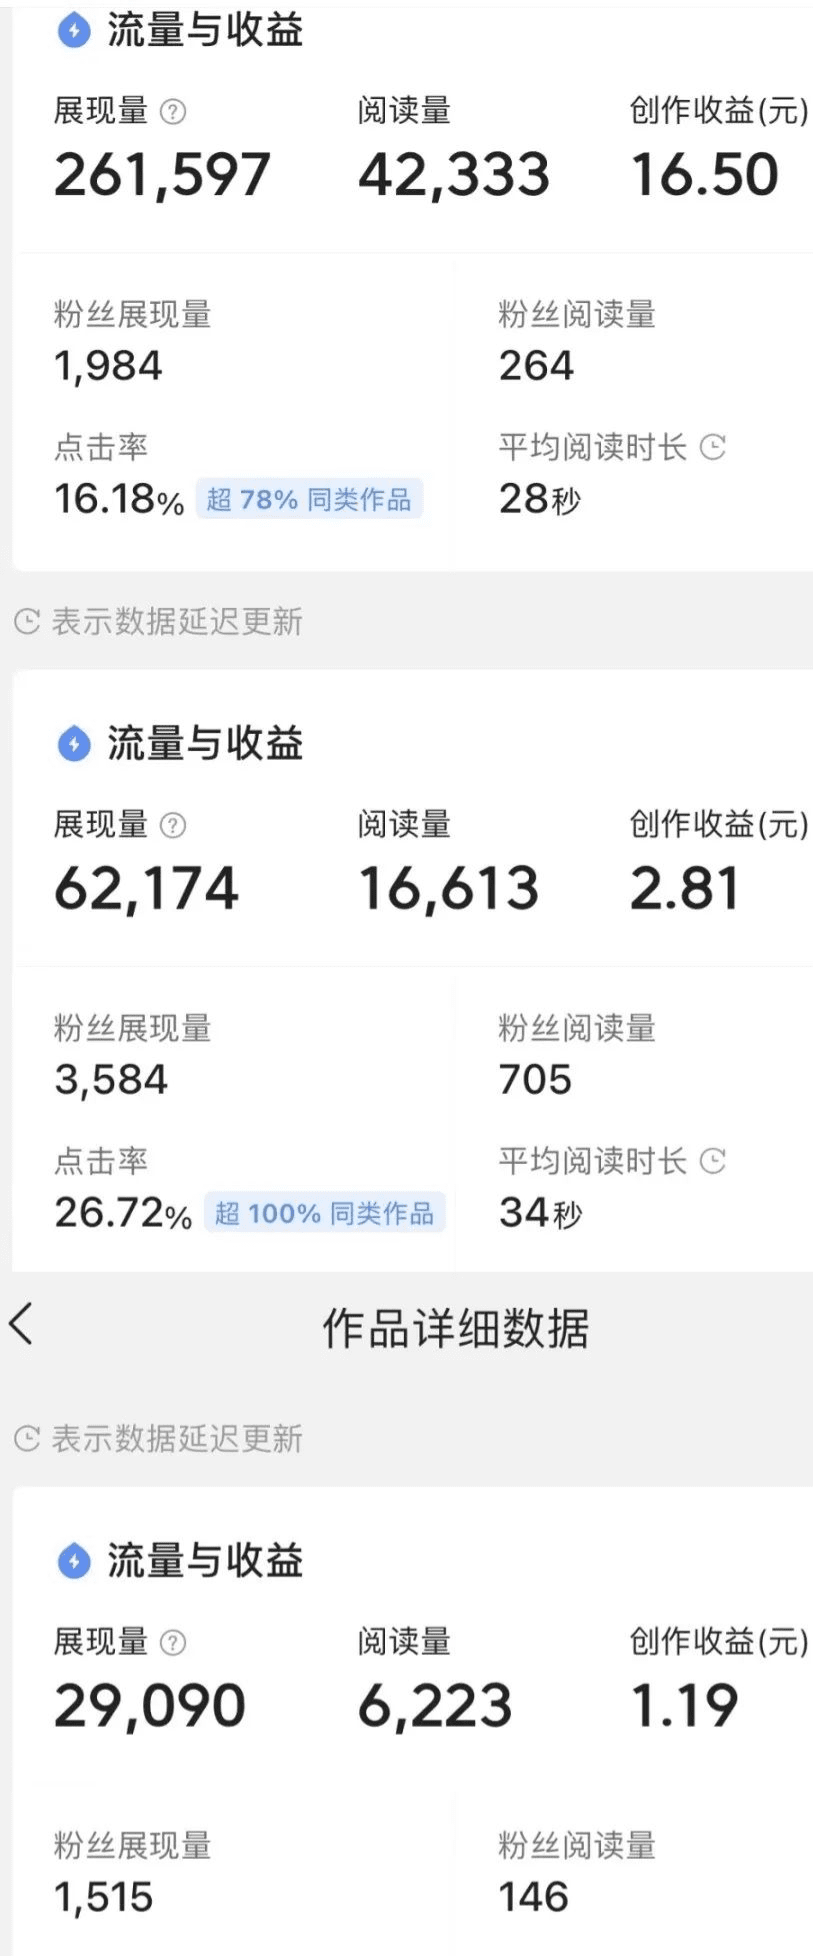 流量与收益
展现量 ? 阅读量 创作收益(元)
261,597 42,333 16.50
粉丝展现量 粉丝阅读量
1,984 264
点击率 平均阅读时长
16.18% 超 78% 同类作品 28秒
表示数据延迟更新
流量与收益
展现量 ? 阅读量 创作收益(元)
62,174 16,613 2.81
粉丝展现量 粉丝阅读量
3,584 705
点击率 平均阅读时长
26.72% 超 100% 同类作品 34秒
作品详细数据
表示数据延迟更新
流量与收益
展现量 ? 阅读量 创作收益(元)
29,090 6,223 1.19
粉丝展现量 粉丝阅读量
1,515 146